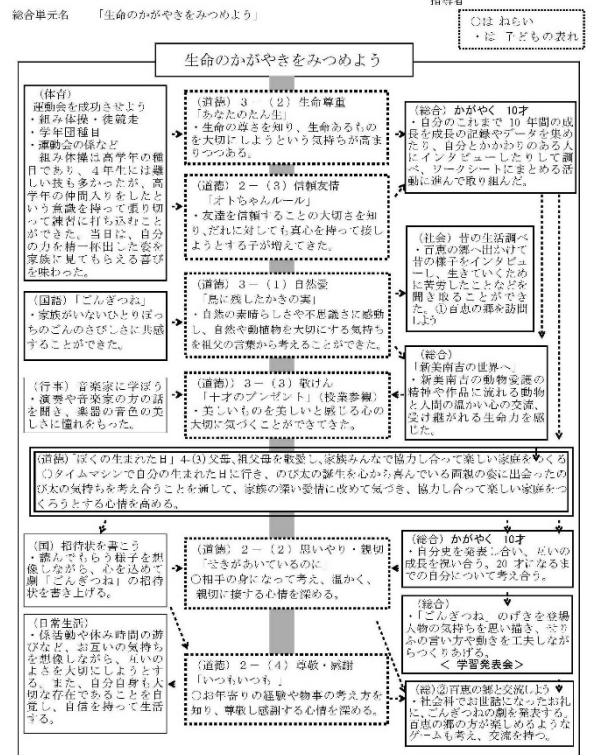 総合単元名　「生命のかがやきをみつめよう」
○は ねらい
・は 子どもの表れ
生命のかがやきをみつめよう
（体育）
運動会を成功させよう
・組み体操・徒競走
・学年団種目
・運動会の係など
組み体操は高学年の種
目であり、４年生には難
しい技も多かったが、高
学年の仲間入りをしたと
いう意識を持って張り切
って練習に打ち込むこと
ができた。当日は、自分
の力を精一杯出した姿を
家族に見てもらえる喜び
を味わった。
（道徳）３－（２）生命尊重
「あなたのたん生」
・生命の尊さを知り、生命あるもの
を大切にしようという気持ちが高ま
りつつある。
（総合）かがやく 10才
・自分のこれまで 10 年間の成
長を成長の記録やデータを集め
たり、自分とかかわりのある人
にインタビューしたりして調
べ、ワークシートにまとめる活
動に進んで取り組んだ。
（道徳）２－（３）信頼友情
「オトちゃんルール」
・友達を信頼することの大切さを知
り、だれに対しても真心を持って接し
ようとする子が増えてきた。
（社会）昔の生活調べ
・百恵の郷へ出かけて
昔の様子をインタビュ
ーし、生きていくため
に苦労したことなどを
聞き取ることができ
た。①百恵の郷を訪問
しよう
（国語）「ごんぎつね」
・家族がいないひとりぼっ
ちのごんのさびしさに共感
することができた。
（道徳）３－（１）自然愛
「島に残したかきの実」
・自然の素晴らしさや不思議さに感動
し、自然や動植物を大切にする気持ち
を祖父の言葉から考えることができた。
（総合）
「新美南吉の世界へ」
・新美南吉の動物愛護の
精神や作品に流れる動物
と人間の温かい心の交流、
受け継がれる生命力を感
じた。
（行事）音楽家に学ぼう
・演奏や音楽家の方の話
を聞き、楽器の音色の美
しさに憧れをもった。
（道徳））３－（３）敬けん
「十才のプレゼント」（授業参観）
・美しいものを美しいと感じる心の
大切に気づくことができてきた。
（道徳）「ぼくの生まれた日」4-(3)父母、祖父母を敬愛し、家族みんなで協力し合って楽しい家庭をつくる
○タイムマシンで自分の生まれた日に行き、のび太の誕生を心から喜んでいる両親の姿に出会ったの
び太の気持ちを考え合うことを通して、家族の深い愛情に改めて気づき、協力し合って楽しい家庭をつ
くろうとする心情を高める。
（国）招待状を書こう
・読んでもらう様子を想
像しながら、心を込めて
劇「ごんぎつね」の招待
状を書き上げる。
（道徳）２－（２）思いやり・親切
「せきがあいているのに」
○相手の身になって考え、温かく、
親切に接する心情を深める。
（総合）かがやく 10才
・自分史を発表し合い、互いの
成長を祝い合う。20 才になるま
での自分について考え合う。
（総合）
・「ごんぎつね」のげきを登場
人物の気持ちを思い描き、せり
ふの言い方や動きを工夫しなが
らつくりあげる。
＜ 学習発表会＞
（日常生活）
・係活動や休み時間の遊
びなど、お互いの気持ち
を想像しながら、互いの
よさを大切にしようとす
る。また、自分自身も大
切な存在であることを自
覚し、自信を持って生活
する。
（道徳）２－（４）尊敬・感謝
「いつもいつも」
○お年寄りの経験や物事の考え方を
知り、尊敬し感謝する心情を深める。
（総）②百恵の郷と交流しよう
・社会科でお世話になったお礼
に、ごんぎつねの劇を発表する。
百恵の郷の方が楽しめるような
ゲームも考え、交流を持つ。